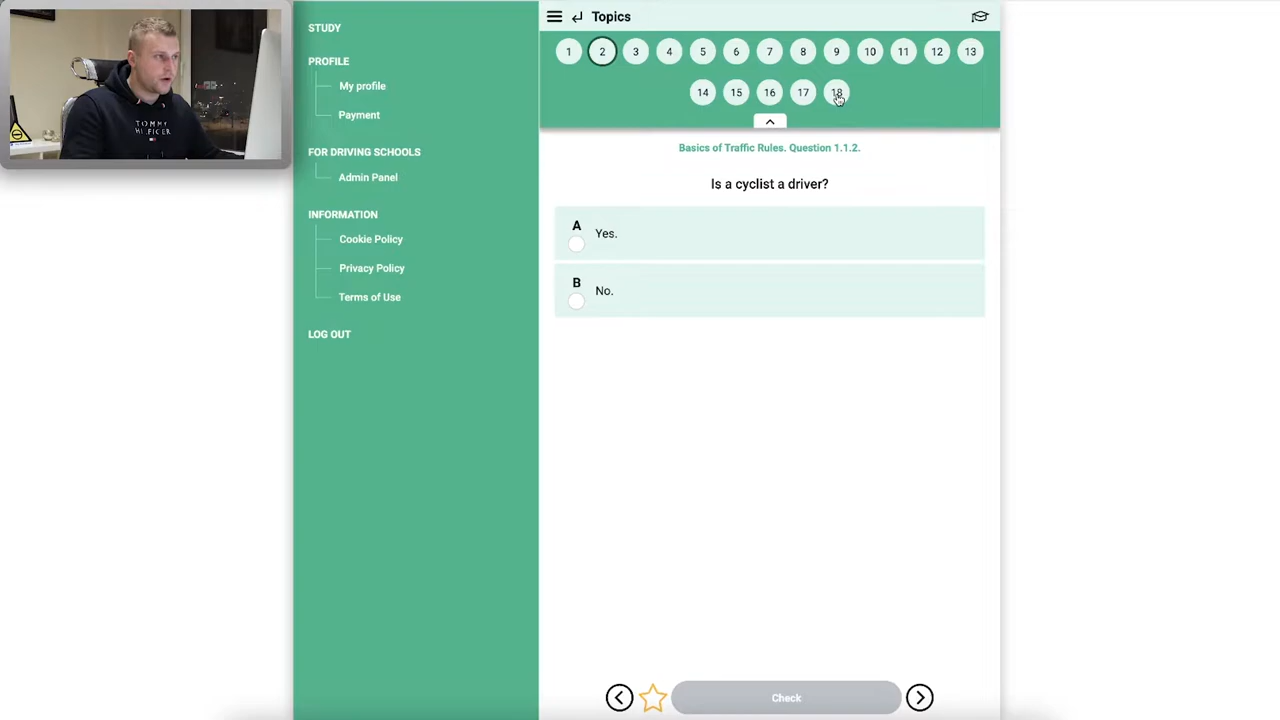 TOMMY
HILFIGER
STUDY
PROFILE
My profile
Payment
FOR DRIVING SCHOOLS
Admin Panel
INFORMATION
Cookie Policy
Privacy Policy
Terms of Use
LOG OUT
Topics
1 2 3 4 5 6 7 8 9 10 11 12 13
14 15 16 17 18
Basics of Traffic Rules. Question 1.1.2.
Is a cyclist a driver?
A
Yes.
B
No.
Check